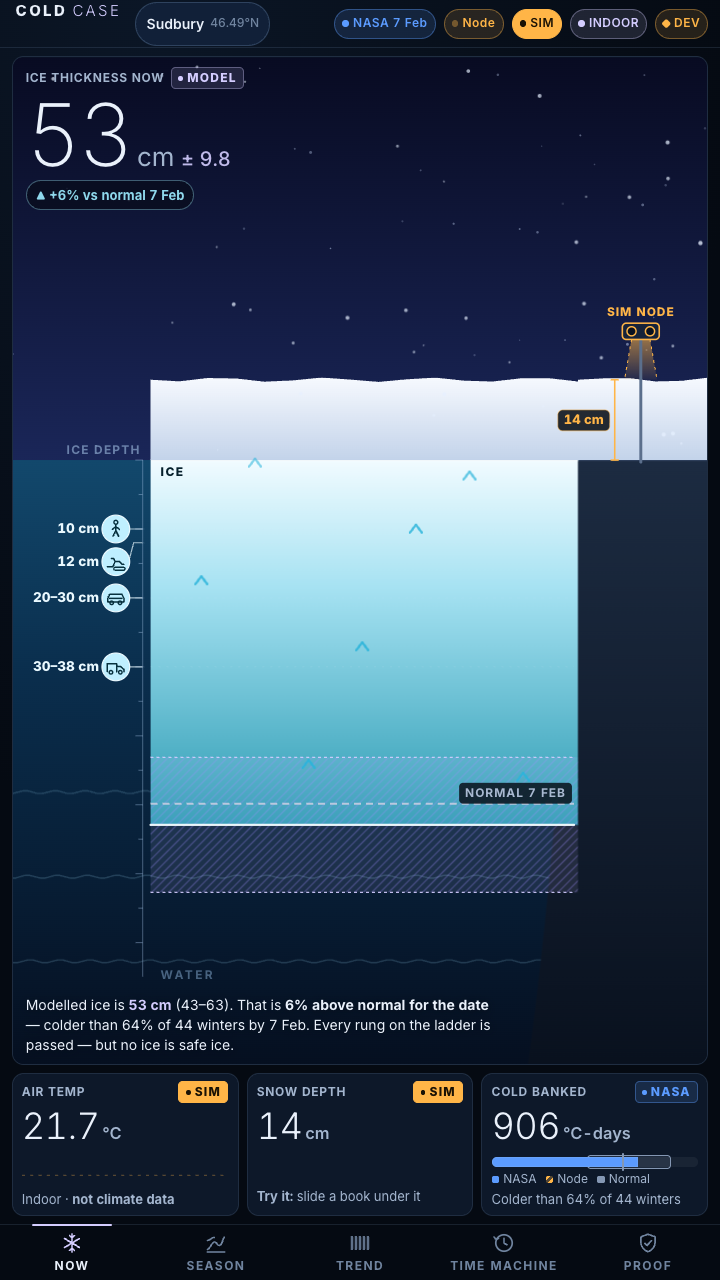 COLD CASE
Sudbury 46.49°N
NASA 7 Feb
Node
SIM
INDOOR
DEV
ICE THICKNESS NOW
MODEL
53 cm ± 9.8
▲ +6% vs normal 7 Feb
SIM NODE
14 cm
ICE DEPTH
ICE
10 cm
12 cm
20–30 cm
30–38 cm
NORMAL 7 FEB
WATER
Modelled ice is 53 cm (43–63). That is 6% above normal for the date
— colder than 64% of 44 winters by 7 Feb. Every rung on the ladder is
passed — but no ice is safe ice.
AIR TEMP
SIM
21.7 °C
Indoor · not climate data
SNOW DEPTH
SIM
14 cm
Try it: slide a book under it
COLD BANKED
NASA
906 °C-days
NASA Node Normal
Colder than 64% of 44 winters
NOW
SEASON
TREND
TIME MACHINE
PROOF